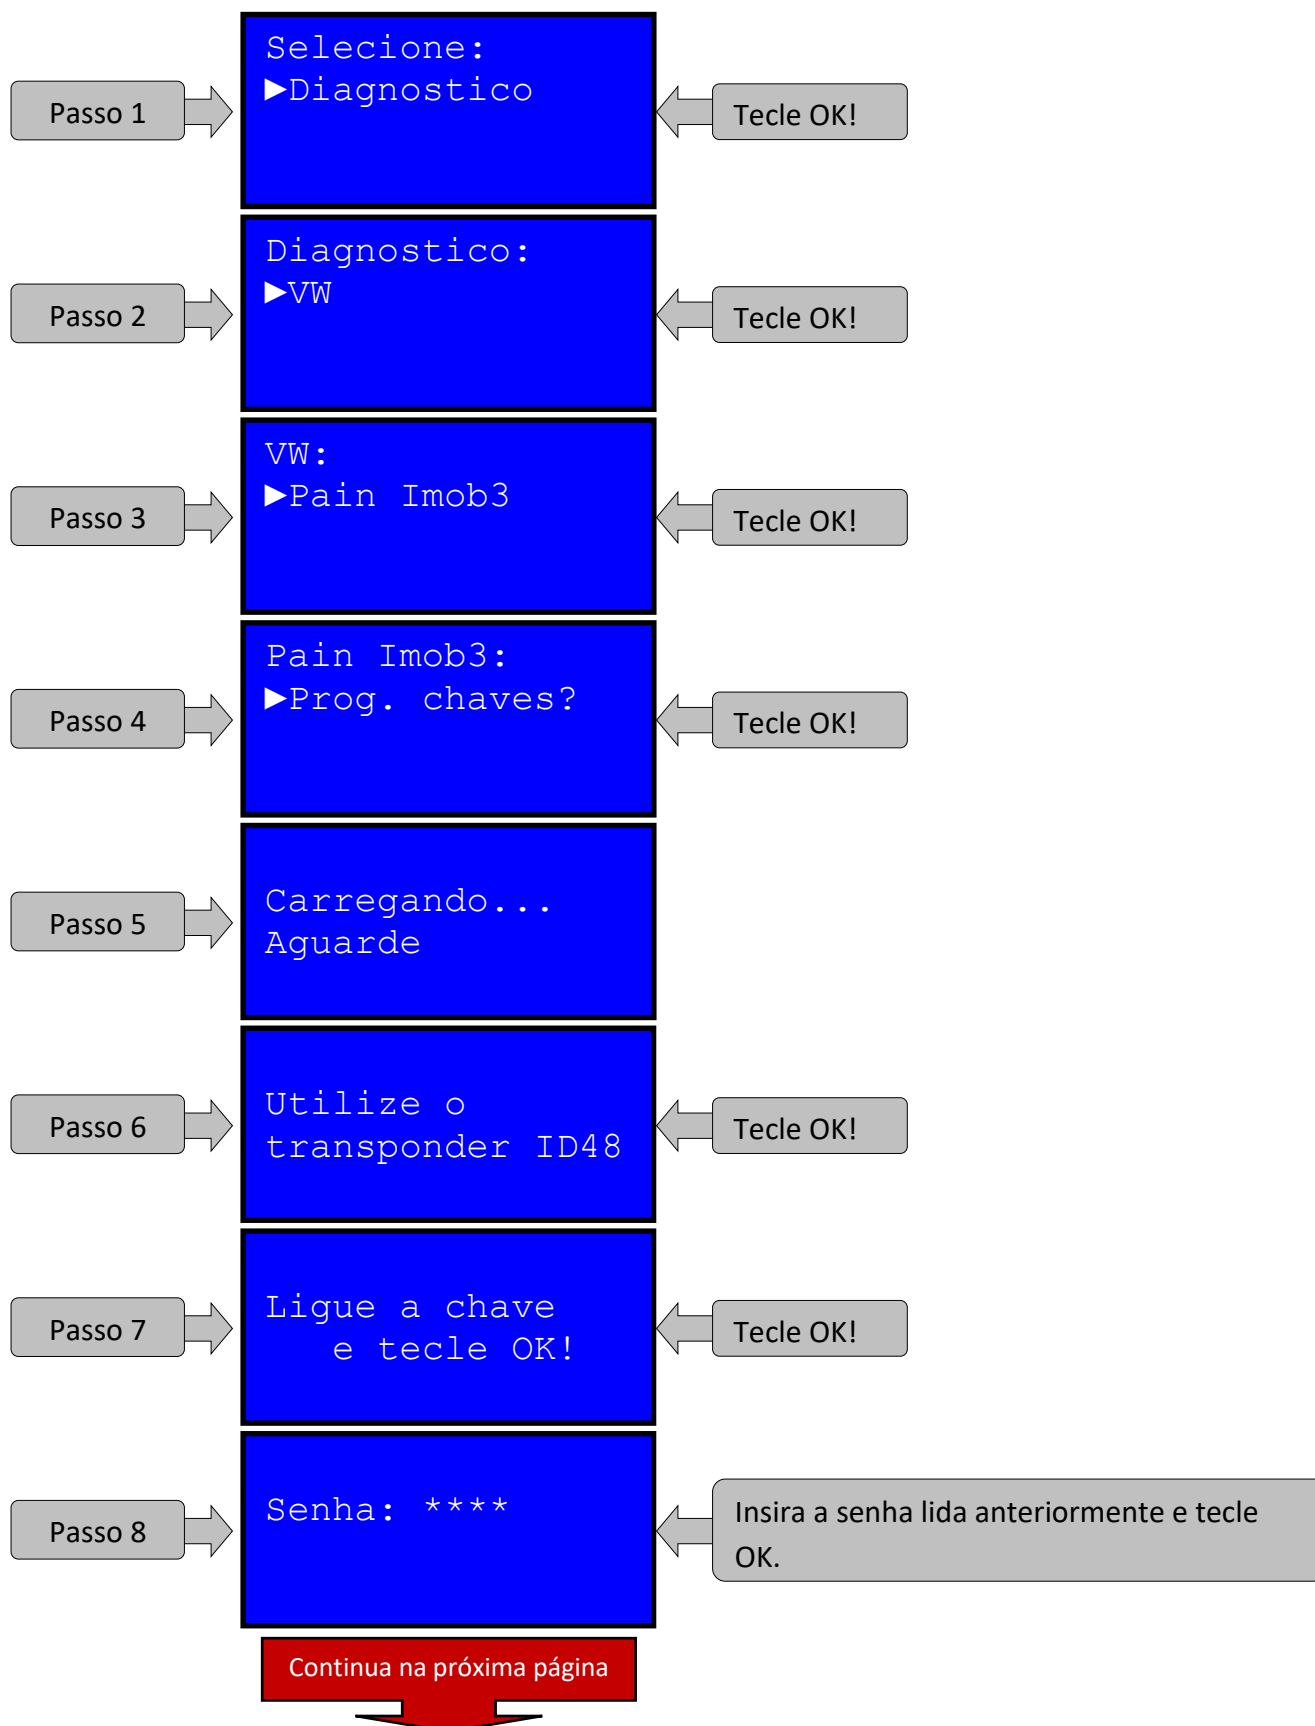 Passo 1
Selecione:
►Diagnostico
Tecle OK!
Passo 2
Diagnostico:
►VW
Tecle OK!
Passo 3
VW:
►Pain Imob3
Tecle OK!
Passo 4
Pain Imob3:
►Prog. chaves?
Tecle OK!
Passo 5
Carregando...
Aguarde
Passo 6
Utilize o
transponder ID48
Tecle OK!
Passo 7
Ligue a chave
e tecle OK!
Tecle OK!
Passo 8
Senha: ****
Insira a senha lida anteriormente e tecle
OK.
Continua na próxima página